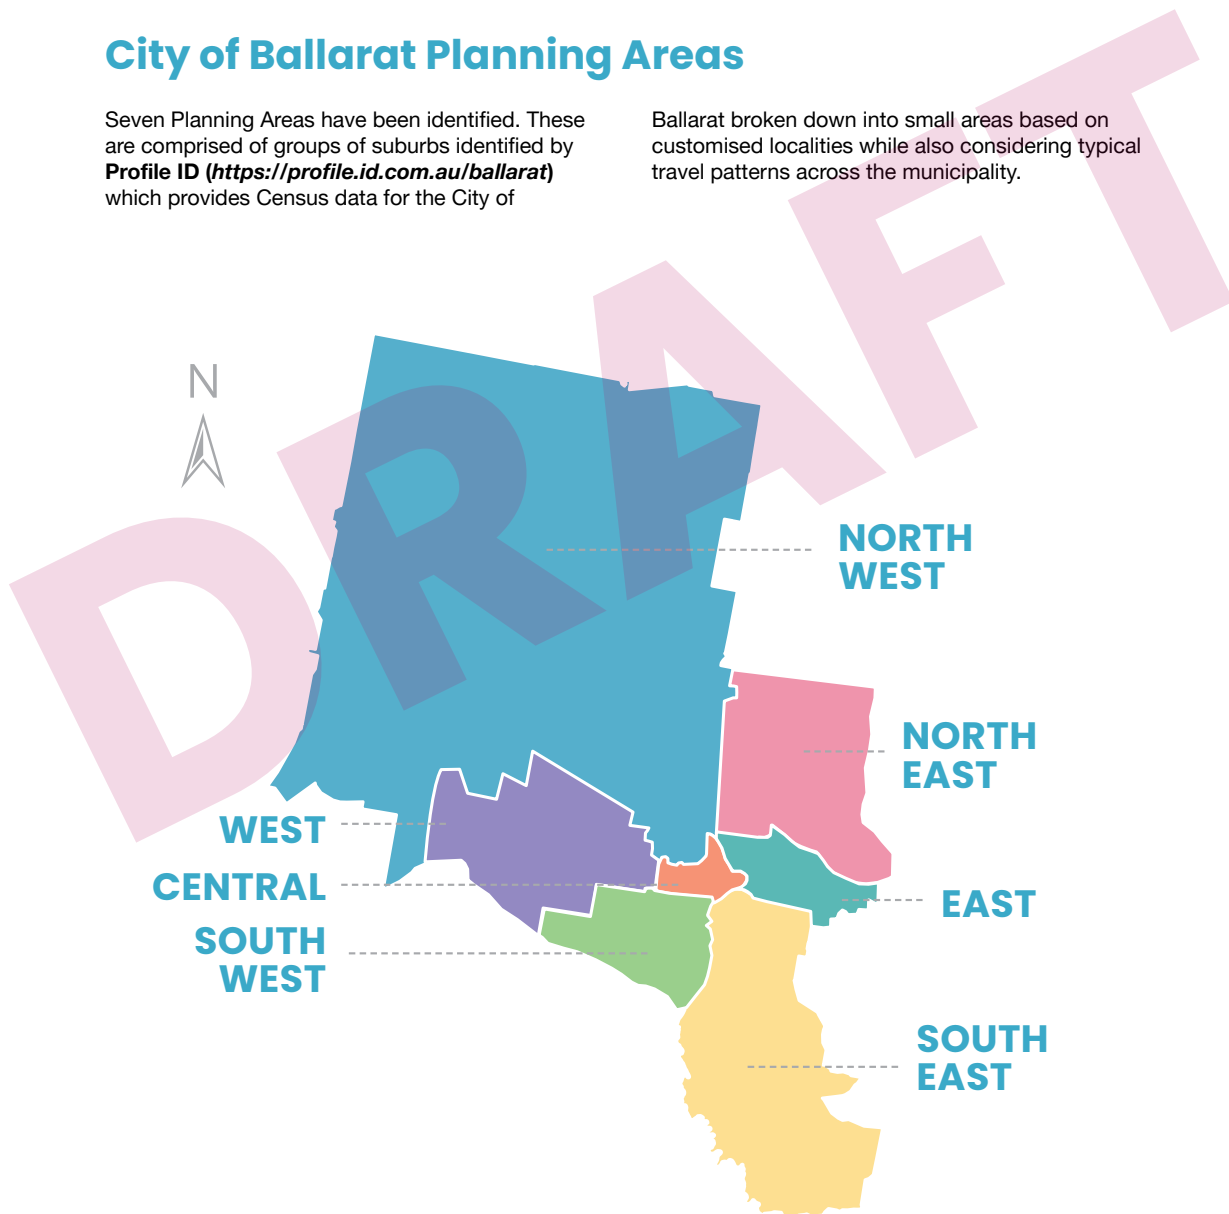 City of Ballarat Planning Areas
Seven Planning Areas have been identified. These
are comprised of groups of suburbs identified by
Profile ID (https://profile.id.com.au/ballarat)
which provides Census data for the City of
Ballarat broken down into small areas based on
customised localities while also considering typical
travel patterns across the municipality.
DRAFT
N
NORTH
WEST
NORTH
EAST
WEST
CENTRAL
EAST
SOUTH
WEST
SOUTH
EAST